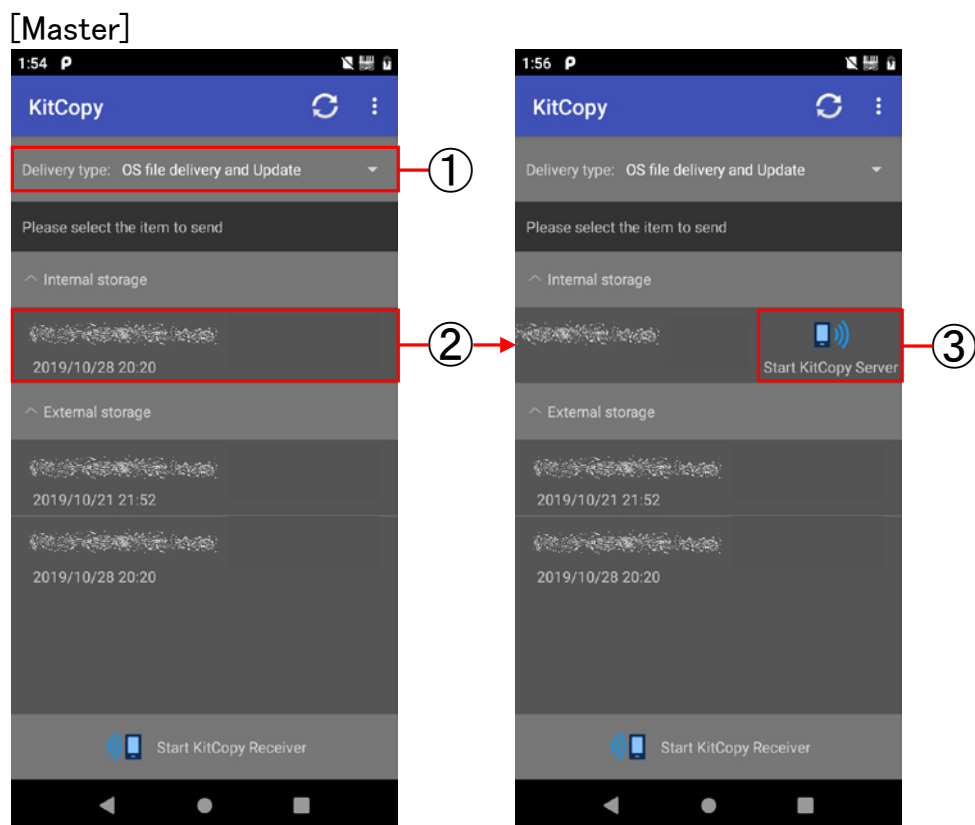 [Master]
1:54
KitCopy
Delivery type: OS file delivery and Update
①
Please select the item to send
Internal storage
②
2019/10/28 20:20
External storage
2019/10/21 21:52
2019/10/28 20:20
Start KitCopy Receiver
1:56
KitCopy
Delivery type: OS file delivery and Update
Please select the item to send
Internal storage
Start KitCopy Server
③
External storage
2019/10/21 21:52
2019/10/28 20:20
Start KitCopy Receiver